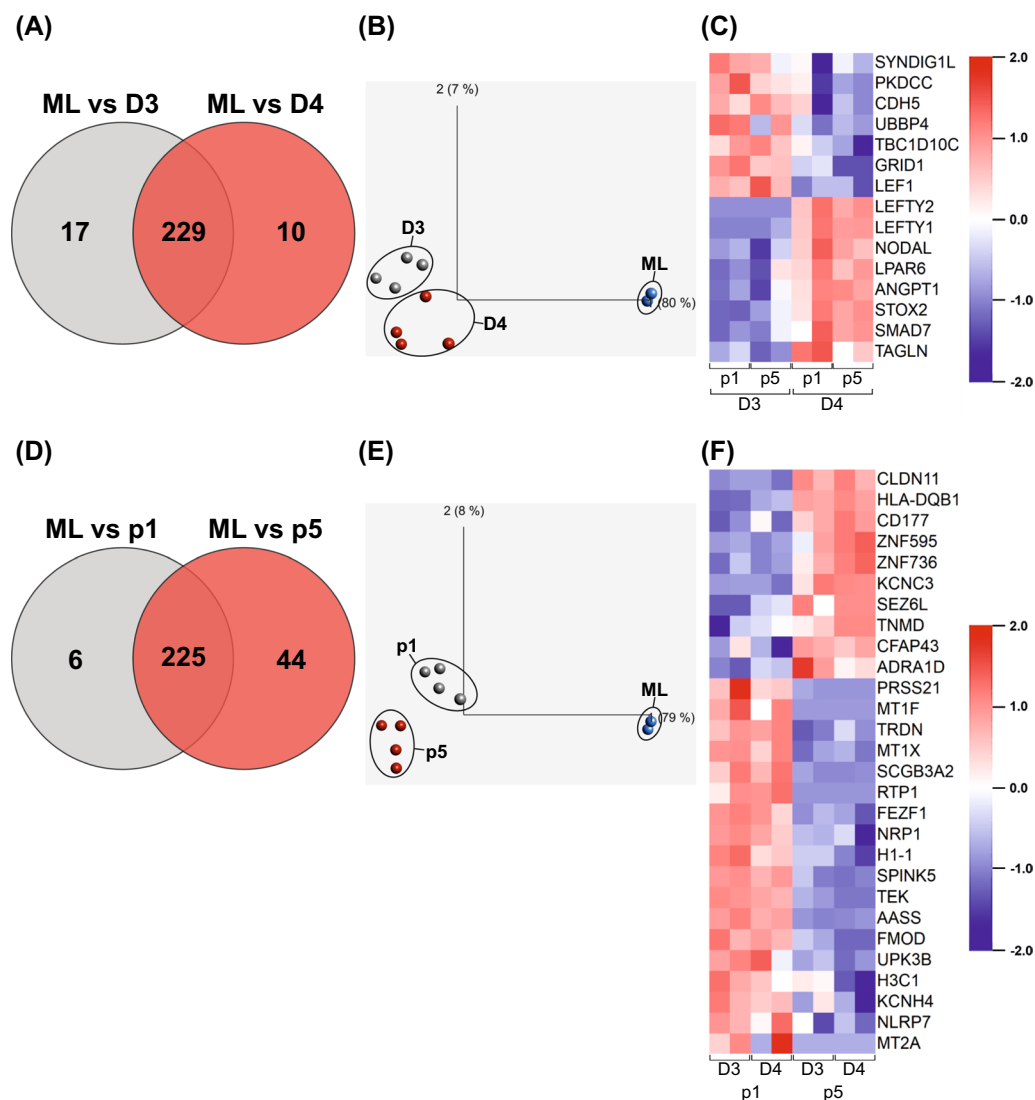 (A)
ML vs D3 ML vs D4
17 229 10
(B)
2 (7 %)
D3
D4
ML
(80 %)
(C)
SYNDIG1L
PKDCC
CDH5
UBBP4
TBC1D10C
GRID1
LEF1
LEFTY2
LEFTY1
NODAL
LPAR6
ANGPT1
STOX2
SMAD7
TAGLN
p1 p5 p1 p5
D3 D4
2.0
1.0
0.0
-1.0
-2.0
(D)
ML vs p1 ML vs p5
6 225 44
(E)
2 (8 %)
p1
p5
ML
(79 %)
(F)
CLDN11
HLA-DQB1
CD177
ZNF595
ZNF736
KCNC3
SEZ6L
TNMD
CFAP43
ADRA1D
PRSS21
MT1F
TRDN
MT1X
SCGB3A2
RTP1
FEZF1
NRP1
H1-1
SPINK5
TEK
AASS
FMOD
UPK3B
H3C1
KCNH4
NLRP7
MT2A
D3 D4 D3 D4
p1 p5
2.0
1.0
0.0
-1.0
-2.0